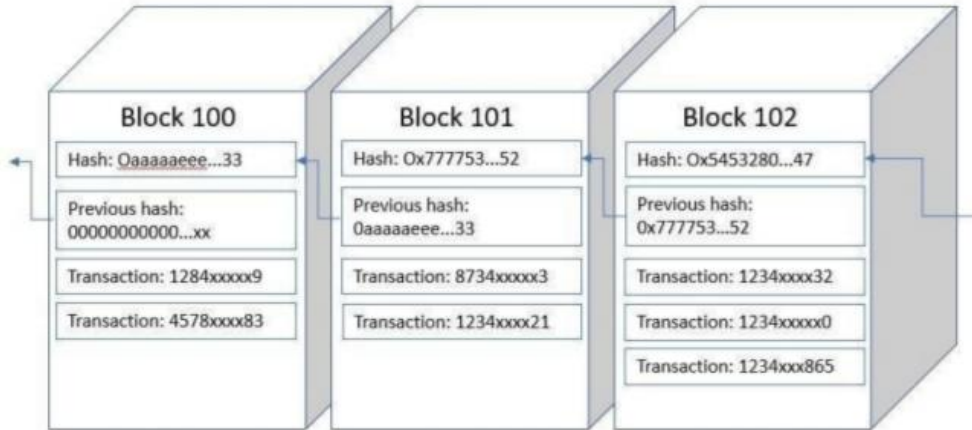 Block 100
Hash: Oaaaaaeee...33
Previous hash:
00000000000...xx
Transaction: 1284xxxxx9
Transaction: 4578xxxx83
Block 101
Hash: Ox777753...52
Previous hash:
0aaaaaeee...33
Transaction: 8734xxxxx3
Transaction: 1234xxxx21
Block 102
Hash: Ox5453280...47
Previous hash:
0x777753...52
Transaction: 1234xxxx32
Transaction: 1234xxxxx0
Transaction: 1234xxx865